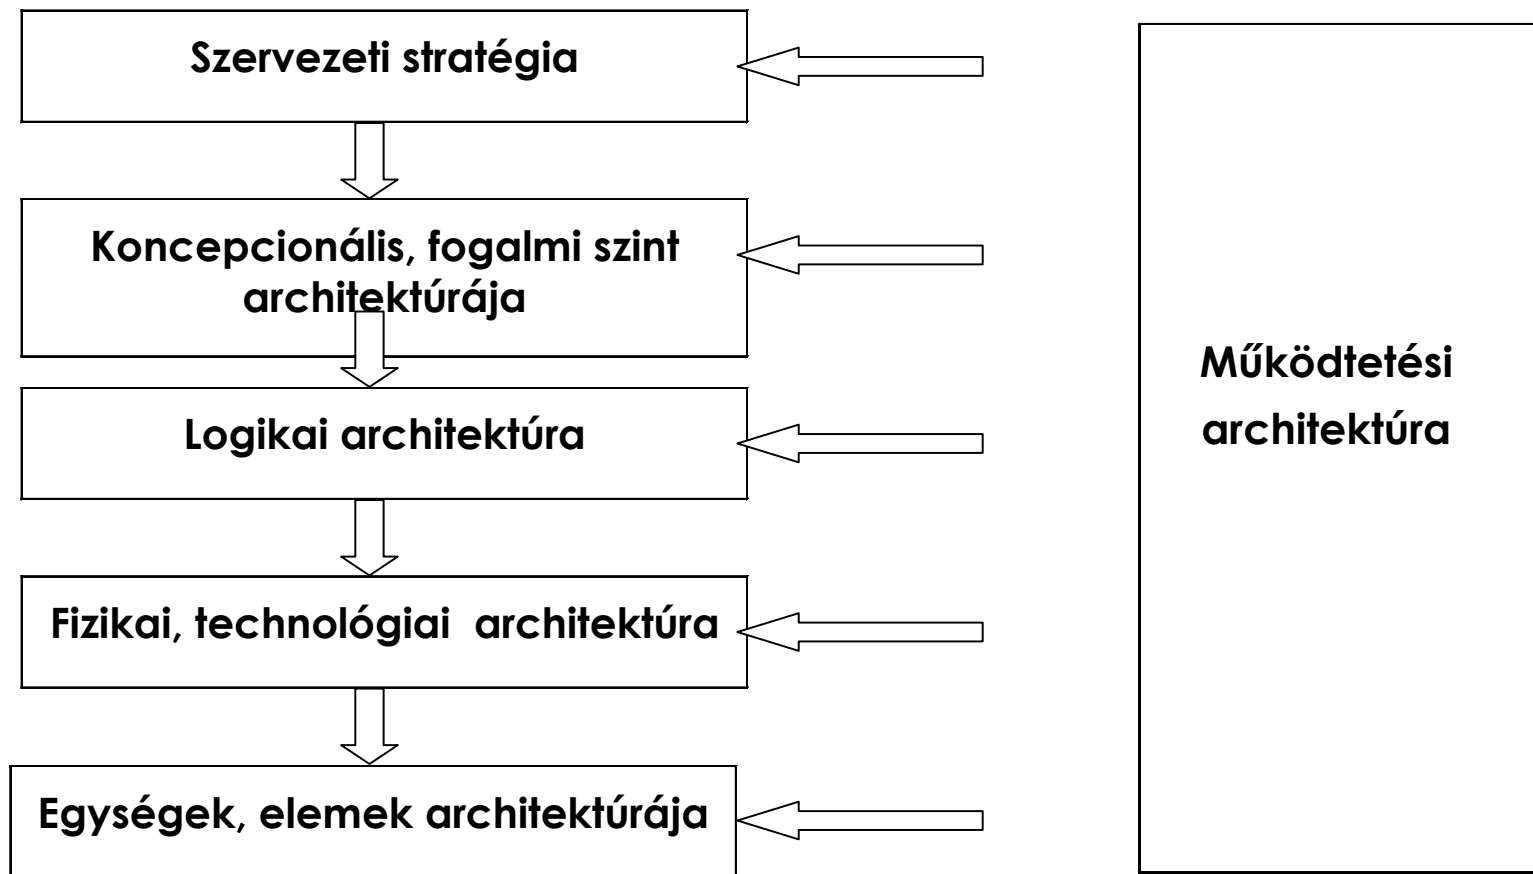 Szervezeti stratégia
Koncepcionális, fogalmi szint
architektúrája
Logikai architektúra
Fizikai, technológiai architektúra
Egységek, elemek architektúrája
Működtetési
architektúra